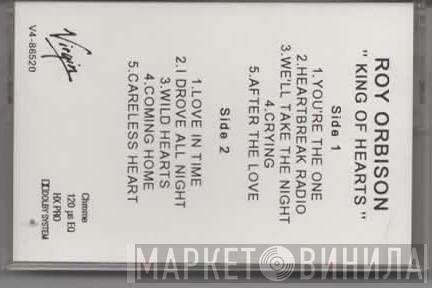 ROY ORBISON
" KING OF HEARTS "
Side 1
1.YOU'RE THE ONE
2.HEARTBREAK RADIO
3.WE'LL TAKE THE NIGHT
4.CRYING
5.AFTER THE LOVE
Side 2
1.LOVE IN TIME
2.I DROVE ALL NIGHT
3.WILD HEARTS
4.COMING HOME
5.CARELESS HEART
Virgin
V4-86520
Chrome
120 µs EQ
HX PRO
DOLBY SYSTEM
МАРКЕТ ВИНИЛА